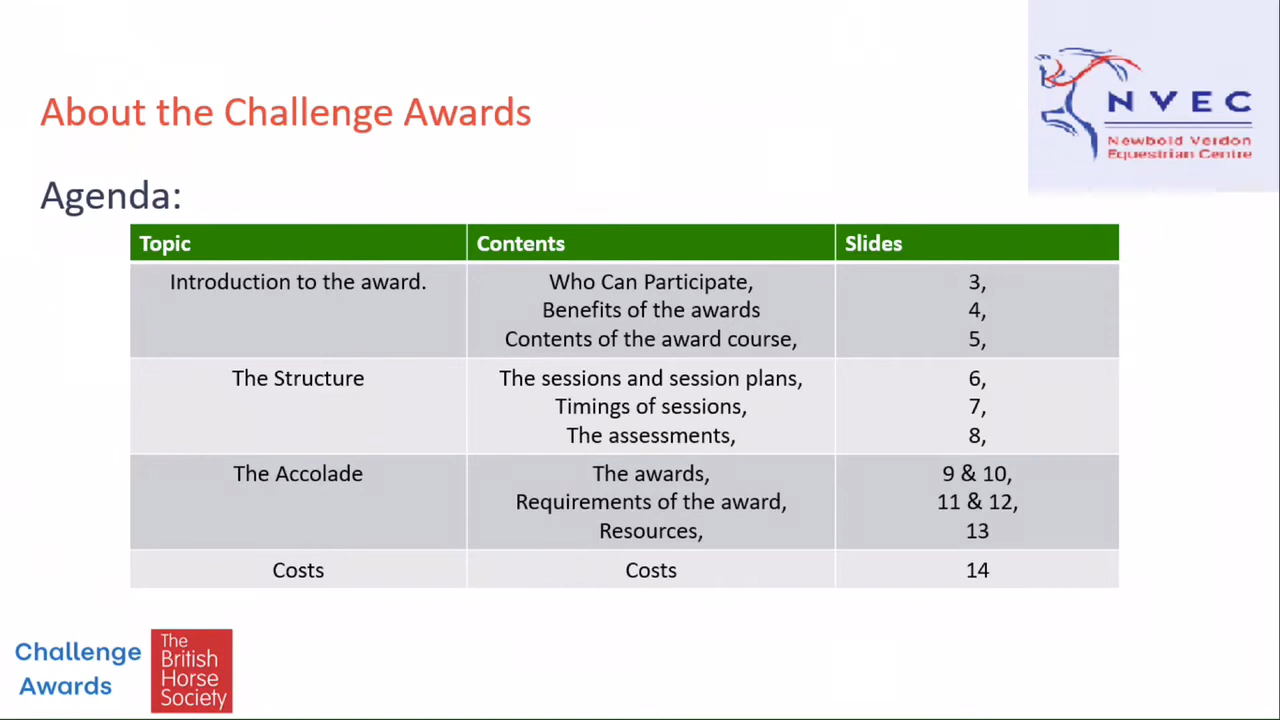 About the Challenge Awards
NVEC
Newbold Verdon
Equestrian Centre
Agenda:
Topic Contents Slides
Introduction to the award. Who Can Participate, 3,
Benefits of the awards 4,
Contents of the award course, 5,
The Structure The sessions and session plans, 6,
Timings of sessions, 7,
The assessments, 8,
The Accolade The awards, 9 & 10,
Requirements of the award, 11 & 12,
Resources, 13
Costs Costs 14
Challenge
Awards
The
British
Horse
Society